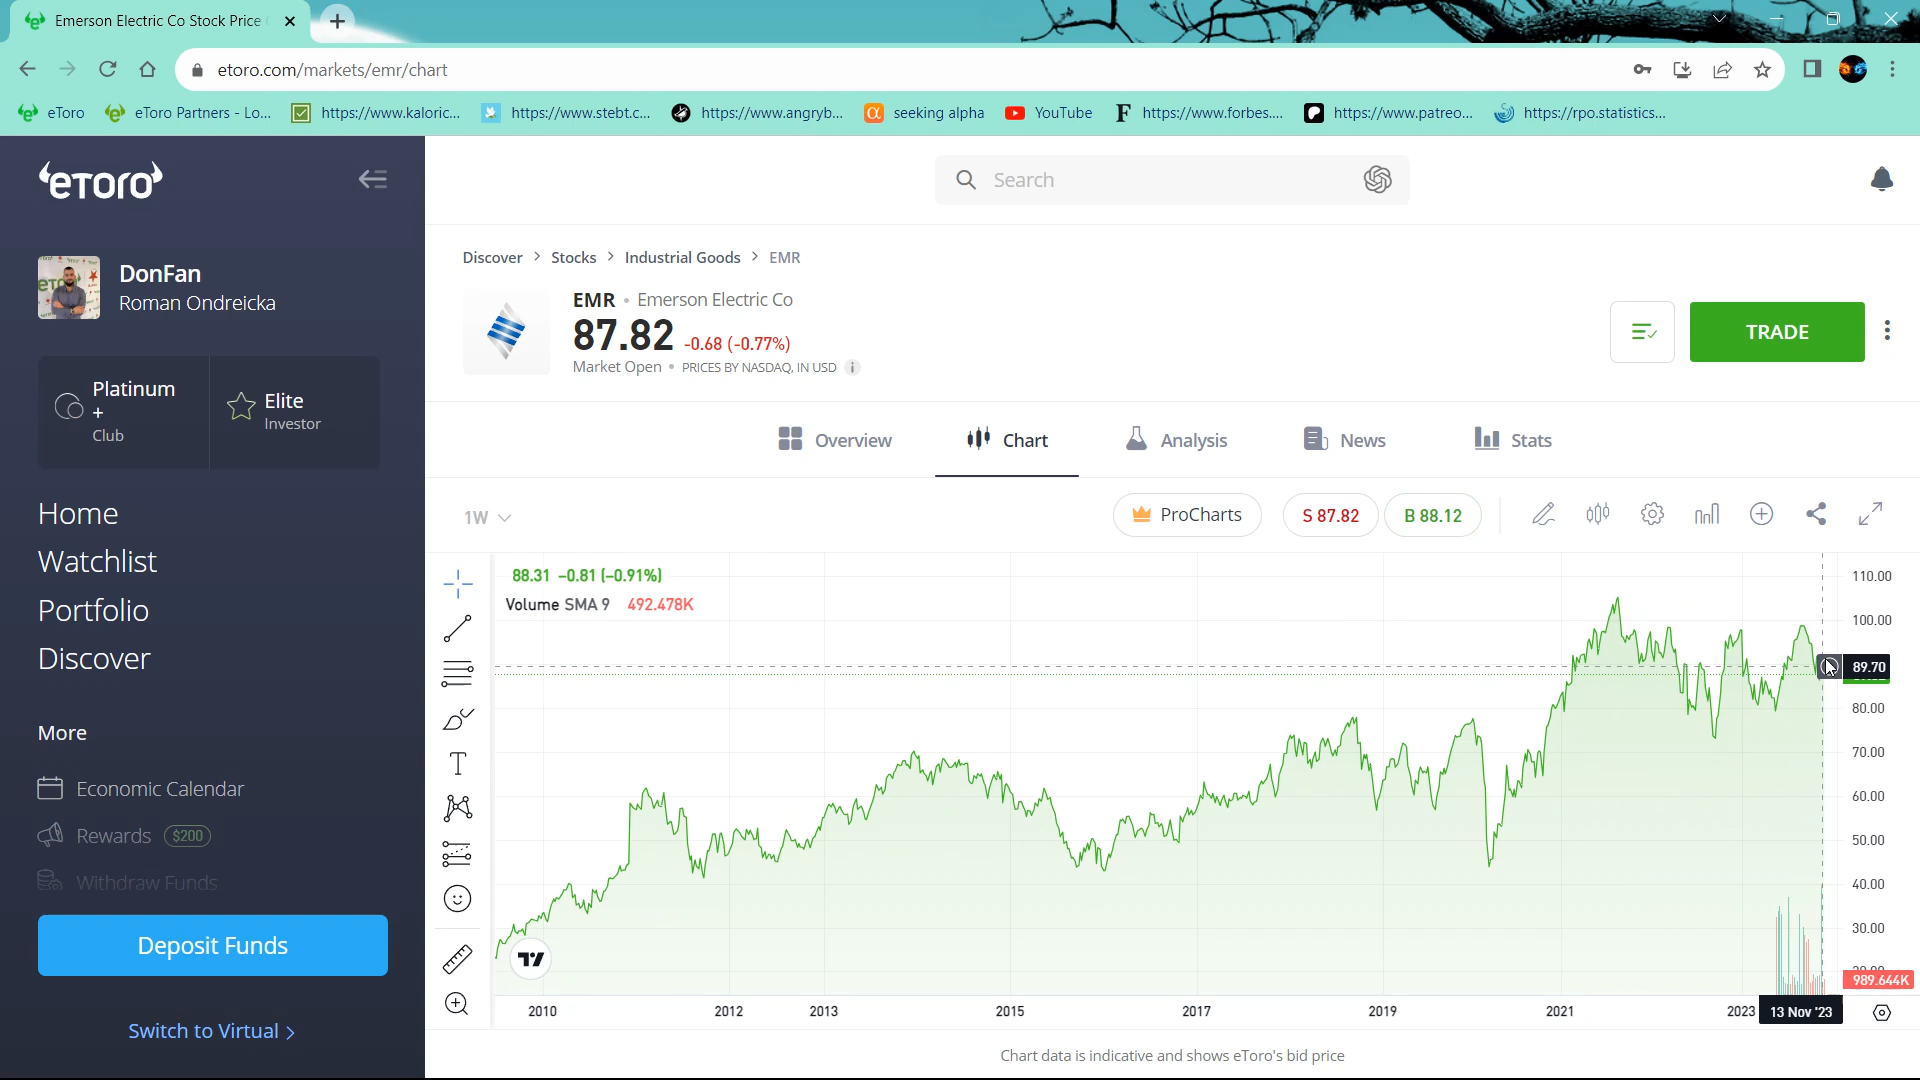 Emerson Electric Co Stock Price
etoro.com/markets/emr/chart
eToro
eToro Partners - Lo...
https://www.kaloric...
https://www.stebt.c...
https://www.angryb...
seeking alpha
YouTube
https://www.forbes....
https://www.patreo...
https://rpo.statistics...
eToro
Search
DonFan
Roman Ondreicka
Platinum
+
Club
Elite
Investor
Home
Watchlist
Portfolio
Discover
More
Economic Calendar
Rewards $200
Withdraw Funds
Deposit Funds
Switch to Virtual >
Discover > Stocks > Industrial Goods > EMR
EMR • Emerson Electric Co
87.82 -0.68 (-0.77%)
Market Open • PRICES BY NASDAQ, IN USD
TRADE
Overview
Chart
Analysis
News
Stats
1W
ProCharts
S 87.82
B 88.12
88.31 −0.81 (−0.91%)
Volume SMA 9 492.478K
110.00
100.00
89.70
80.00
70.00
60.00
50.00
40.00
30.00
989.644K
2010
2012
2013
2015
2017
2019
2021
2023
13 Nov '23
Chart data is indicative and shows eToro's bid price